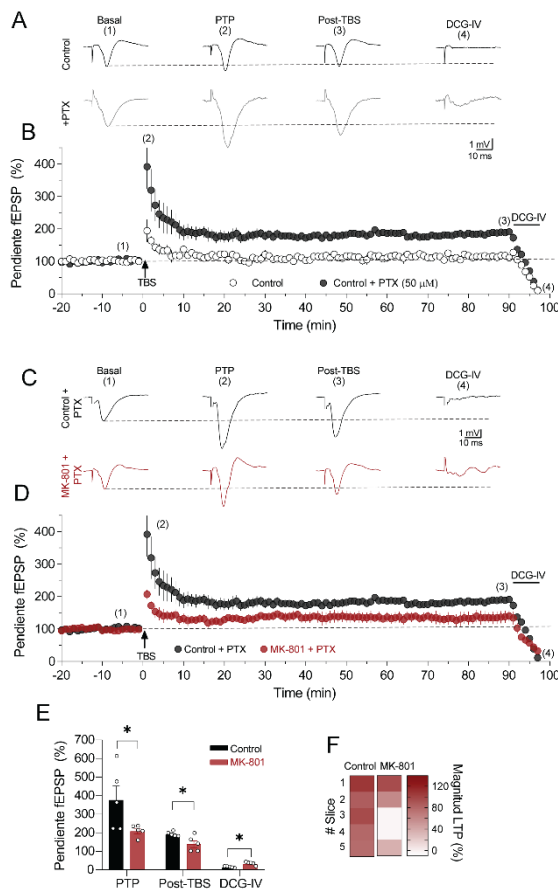 A
Basal PTP Post-TBS DCG-IV
(1) (2) (3) (4)
Control
+PTX
1 mV
10 ms
B
Pendiente fEPSP (%)
400
300
200
100
0
(1)
(2)
(3)
DCG-IV
(4)
TBS
Control Control + PTX (50 μM)
-20 -10 0 10 20 30 40 50 60 70 80 90 100
Time (min)
C
Basal PTP Post-TBS DCG-IV
(1) (2) (3) (4)
Control + PTX
MK-801 + PTX
1 mV
10 ms
D
Pendiente fEPSP (%)
400
300
200
100
0
(1)
(2)
(3)
DCG-IV
(4)
TBS
Control + PTX MK-801 + PTX
-20 -10 0 10 20 30 40 50 60 70 80 90 100
Time (min)
E
Pendiente fEPSP (%)
700
600
500
400
300
200
100
0
* * *
Control
MK-801
PTP Post-TBS DCG-IV
F
Control MK-801
# Slice
1
2
3
4
5
120
80
40
0
Magnitud LTP (%)